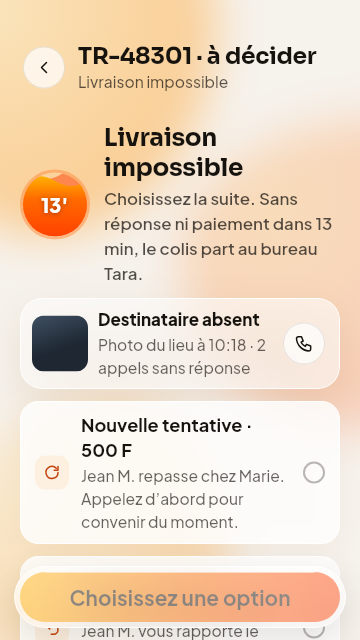 TR-48301 · à décider
Livraison impossible
Livraison
impossible
13'
Choisissez la suite. Sans
réponse ni paiement dans 13
min, le colis part au bureau
Tara.
Destinataire absent
Photo du lieu à 10:18 · 2
appels sans réponse
Nouvelle tentative ·
500 F
Jean M. repasse chez Marie.
Appelez d’abord pour
convenir du moment.
Choisissez une option
Jean M. vous rapporte le